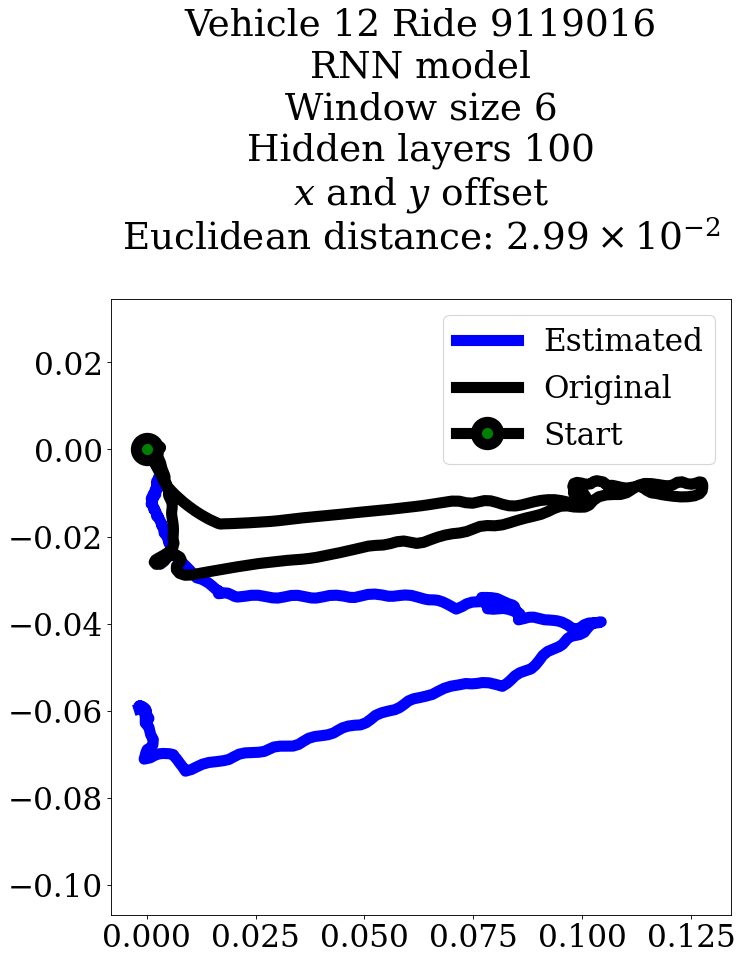 Vehicle 12 Ride 9119016
RNN model
Window size 6
Hidden layers 100
x and y offset
Euclidean distance: 2.99 × 10⁻²
Estimated
Original
Start
0.02
0.00
−0.02
−0.04
−0.06
−0.08
−0.10
0.000 0.025 0.050 0.075 0.100 0.125